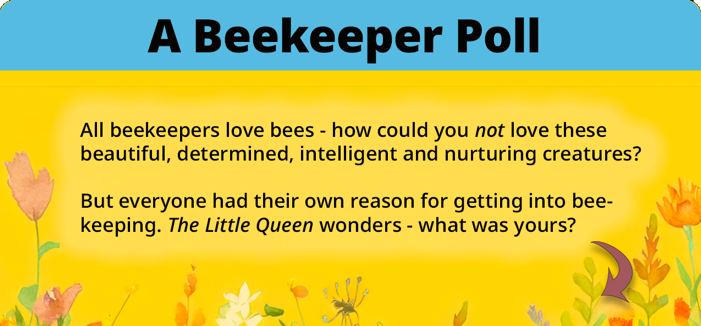 A Beekeeper Poll
All beekeepers love bees - how could you not love these
beautiful, determined, intelligent and nurturing creatures?
But everyone had their own reason for getting into bee-
keeping. The Little Queen wonders - what was yours?